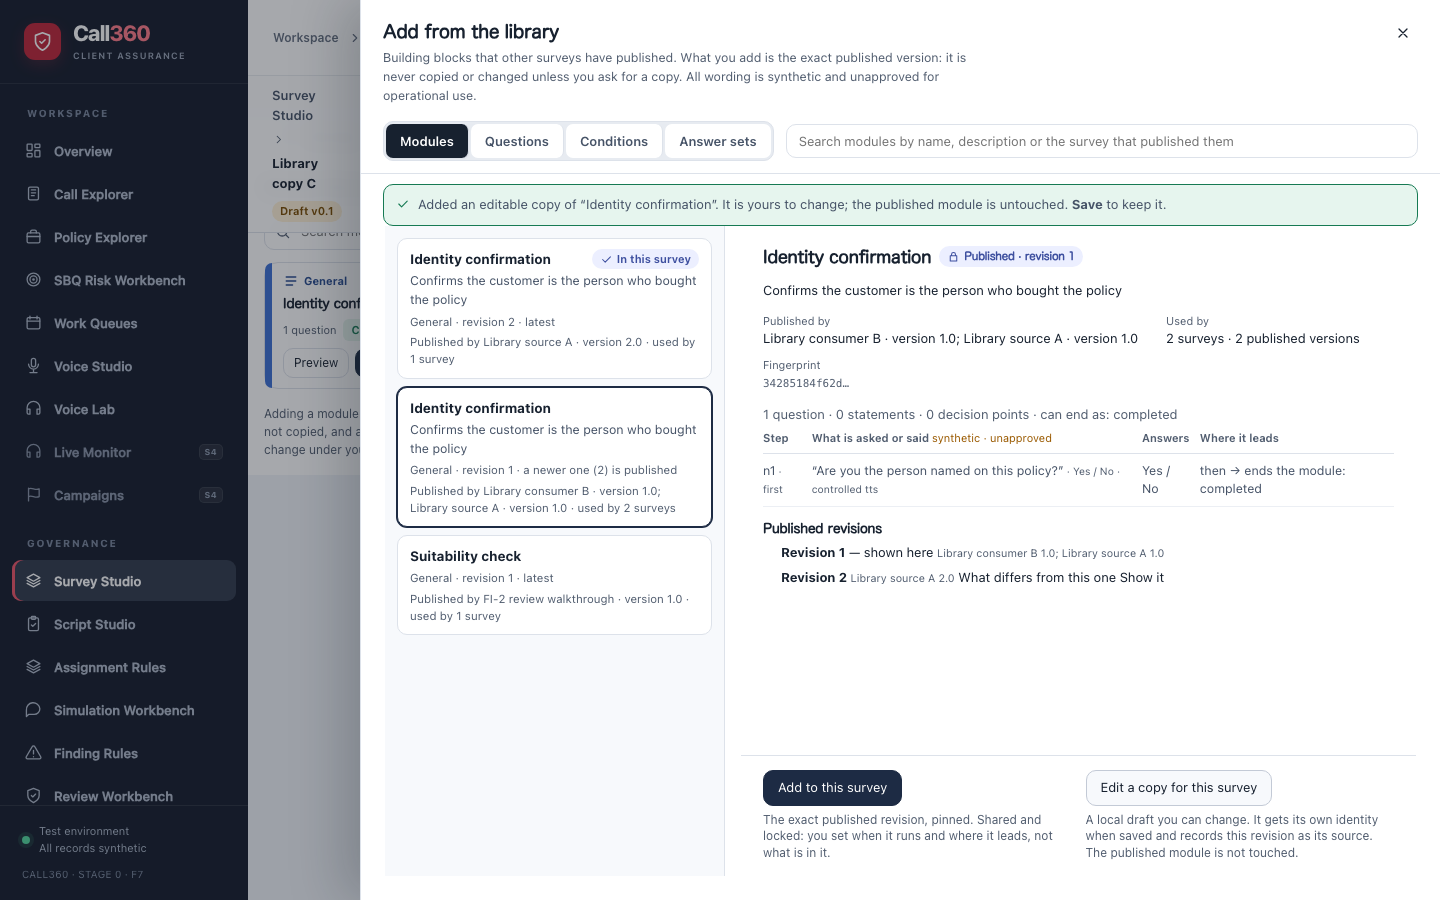 Call360
CLIENT ASSURANCE
WORKSPACE
Overview
Call Explorer
Policy Explorer
SBQ Risk Workbench
Work Queues
Voice Studio
Voice Lab
Live Monitor S4
Campaigns S4
GOVERNANCE
Survey Studio
Script Studio
Assignment Rules
Simulation Workbench
Finding Rules
Review Workbench
Test environment
All records synthetic
CALL360 · STAGE 0 · F7
Workspace >
Survey
Studio
>
Library
copy C
Draft v0.1
General
1 question
Preview
Adding a module
not copied, and a
change under you
Add from the library
Building blocks that other surveys have published. What you add is the exact published version: it is
never copied or changed unless you ask for a copy. All wording is synthetic and unapproved for
operational use.
Modules Questions Conditions Answer sets
Search modules by name, description or the survey that published them
Added an editable copy of “Identity confirmation”. It is yours to change; the published module is untouched. Save to keep it.
Identity confirmation In this survey
Confirms the customer is the person who bought
the policy
General · revision 2 · latest
Published by Library source A · version 2.0 · used by
1 survey
Identity confirmation
Confirms the customer is the person who bought
the policy
General · revision 1 · a newer one (2) is published
Published by Library consumer B · version 1.0;
Library source A · version 1.0 · used by 2 surveys
Suitability check
General · revision 1 · latest
Published by FI-2 review walkthrough · version 1.0 ·
used by 1 survey
Identity confirmation Published · revision 1
Confirms the customer is the person who bought the policy
Published by Used by
Library consumer B · version 1.0; Library source A · version 1.0 2 surveys · 2 published versions
Fingerprint
34285184f62d…
1 question · 0 statements · 0 decision points · can end as: completed
Step What is asked or said synthetic · unapproved Answers Where it leads
n1 · “Are you the person named on this policy?” · Yes / No · Yes / then → ends the module:
first controlled tts No completed
Published revisions
Revision 1 — shown here Library consumer B 1.0; Library source A 1.0
Revision 2 Library source A 2.0 What differs from this one Show it
Add to this survey
The exact published revision, pinned. Shared and
locked: you set when it runs and where it leads, not
what is in it.
Edit a copy for this survey
A local draft you can change. It gets its own identity
when saved and records this revision as its source.
The published module is not touched.